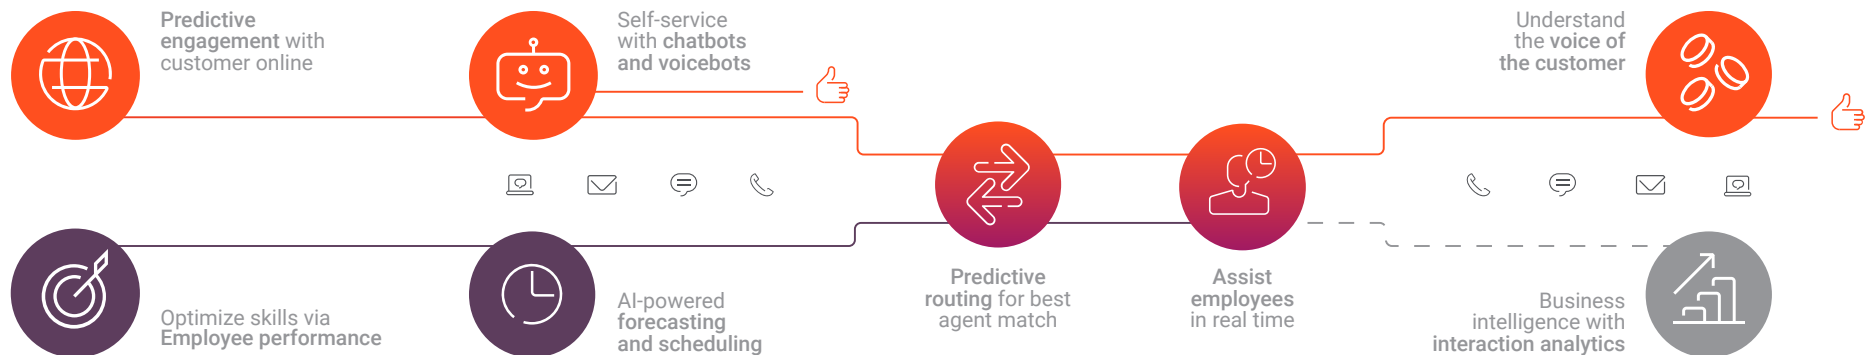 Predictive
engagement with
customer online
Self-service
with chatbots
and voicebots
Understand
the voice of
the customer
Optimize skills via
Employee performance
AI-powered
forecasting
and scheduling
Predictive
routing for best
agent match
Assist
employees
in real time
Business
intelligence with
interaction analytics